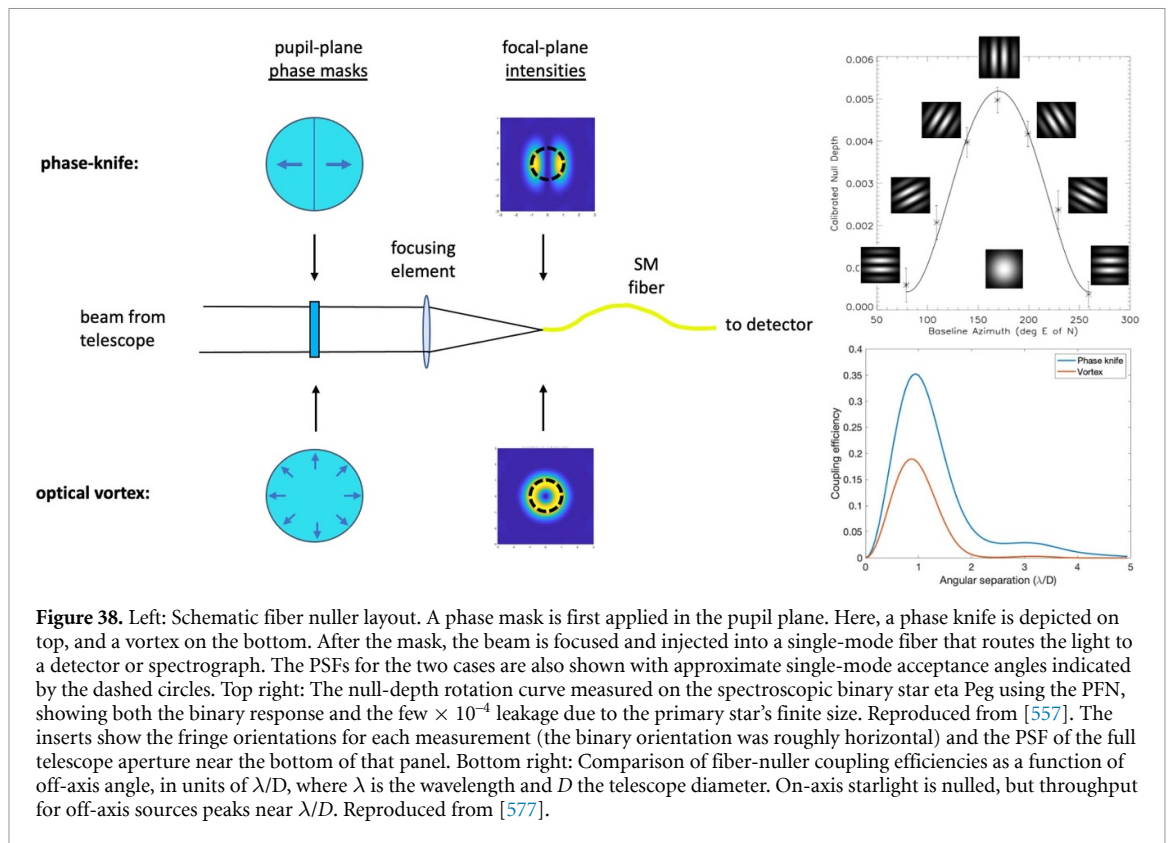 pupil-plane
phase masks
focal-plane
intensities
phase-knife:
focusing
element
SM
fiber
beam from
telescope
to detector
optical vortex:
0.006
0.005
0.004
0.003
0.002
0.000
Calibrated Null Depth
50
100
150
200
250
300
Baseline Azimuth (deg E of N)
0.4
0.35
0.3
0.25
0.2
0.15
0.1
0.05
0
Coupling efficiency
Phase knife
Vortex
0
1
2
3
4
5
Angular separation (λ/D)
Figure 38. Left: Schematic fiber nuller layout. A phase mask is first applied in the pupil plane. Here, a phase knife is depicted on
top, and a vortex on the bottom. After the mask, the beam is focused and injected into a single-mode fiber that routes the light to
a detector or spectrograph. The PSFs for the two cases are also shown with approximate single-mode acceptance angles indicated
by the dashed circles. Top right: The null-depth rotation curve measured on the spectroscopic binary star eta Peg using the PFN,
showing both the binary response and the few × 10⁻⁴ leakage due to the primary star's finite size. Reproduced from [557]. The
inserts show the fringe orientations for each measurement (the binary orientation was roughly horizontal) and the PSF of the full
telescope aperture near the bottom of that panel. Bottom right: Comparison of fiber-nuller coupling efficiencies as a function of
off-axis angle, in units of λ/D, where λ is the wavelength and D the telescope diameter. On-axis starlight is nulled, but throughput
for off-axis sources peaks near λ/D. Reproduced from [577].